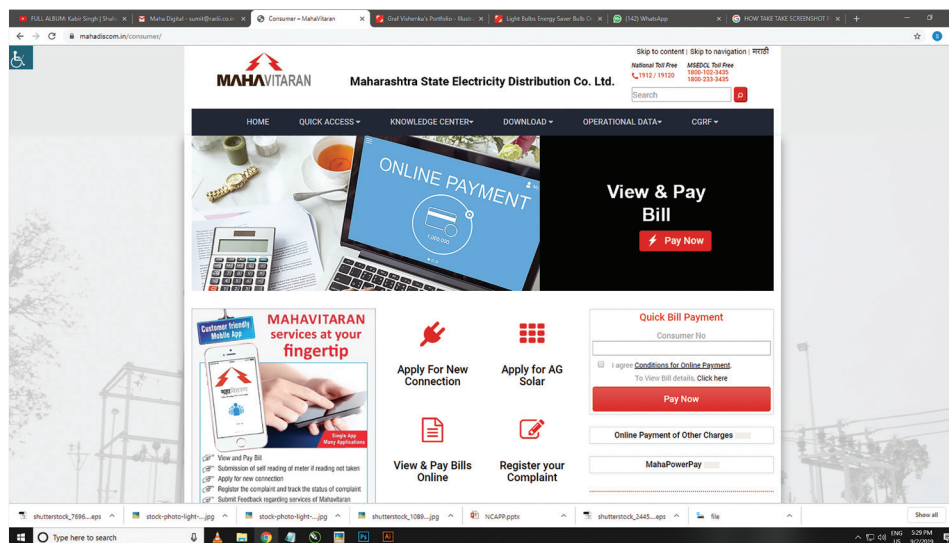 FULL ALBUM: Kabir Singh | Shahi
Maha Digital - sumit@radii.co.in
Consumer – MahaVitaran
Graf Vishenka's Portfolio - Illustr
Light Bulbs Energy Saver Bulb
(142) WhatsApp
HOW TAKE TAKE SCREENSHOT
mahadiscom.in/consumer/
Skip to content | Skip to navigation | मराठी
MAHAVITARAN
Maharashtra State Electricity Distribution Co. Ltd.
National Toll Free
1912 / 19120
MSEDCL Toll Free
1800-102-3435
1800-233-3435
Search
HOME
QUICK ACCESS
KNOWLEDGE CENTER
DOWNLOAD
OPERATIONAL DATA
CGRF
ONLINE PAYMENT
1,000,000
View & Pay
Bill
Pay Now
Customer friendly
Mobile App
MAHAVITARAN
services at your
fingertip
Single App
Many Applications
View and Pay Bill
Submission of self reading of meter if reading not taken
Apply for new connection
Register the complaint and track the status of complaint
Submit Feedback regarding services of Mahavitaran
Apply For New
Connection
Apply for AG
Solar
View & Pay Bills
Online
Register your
Complaint
Quick Bill Payment
Consumer No
I agree Conditions for Online Payment.
To View Bill details. Click here
Pay Now
Online Payment of Other Charges
MahaPowerPay
shutterstock_7696...eps
stock-photo-light-...jpg
stock-photo-light-...jpg
shutterstock_1089...jpg
NCAPP.pptx
shutterstock_2445...eps
file
Show all
Type here to search
Ps
Ai
ENG
US
5:29 PM
9/2/2019